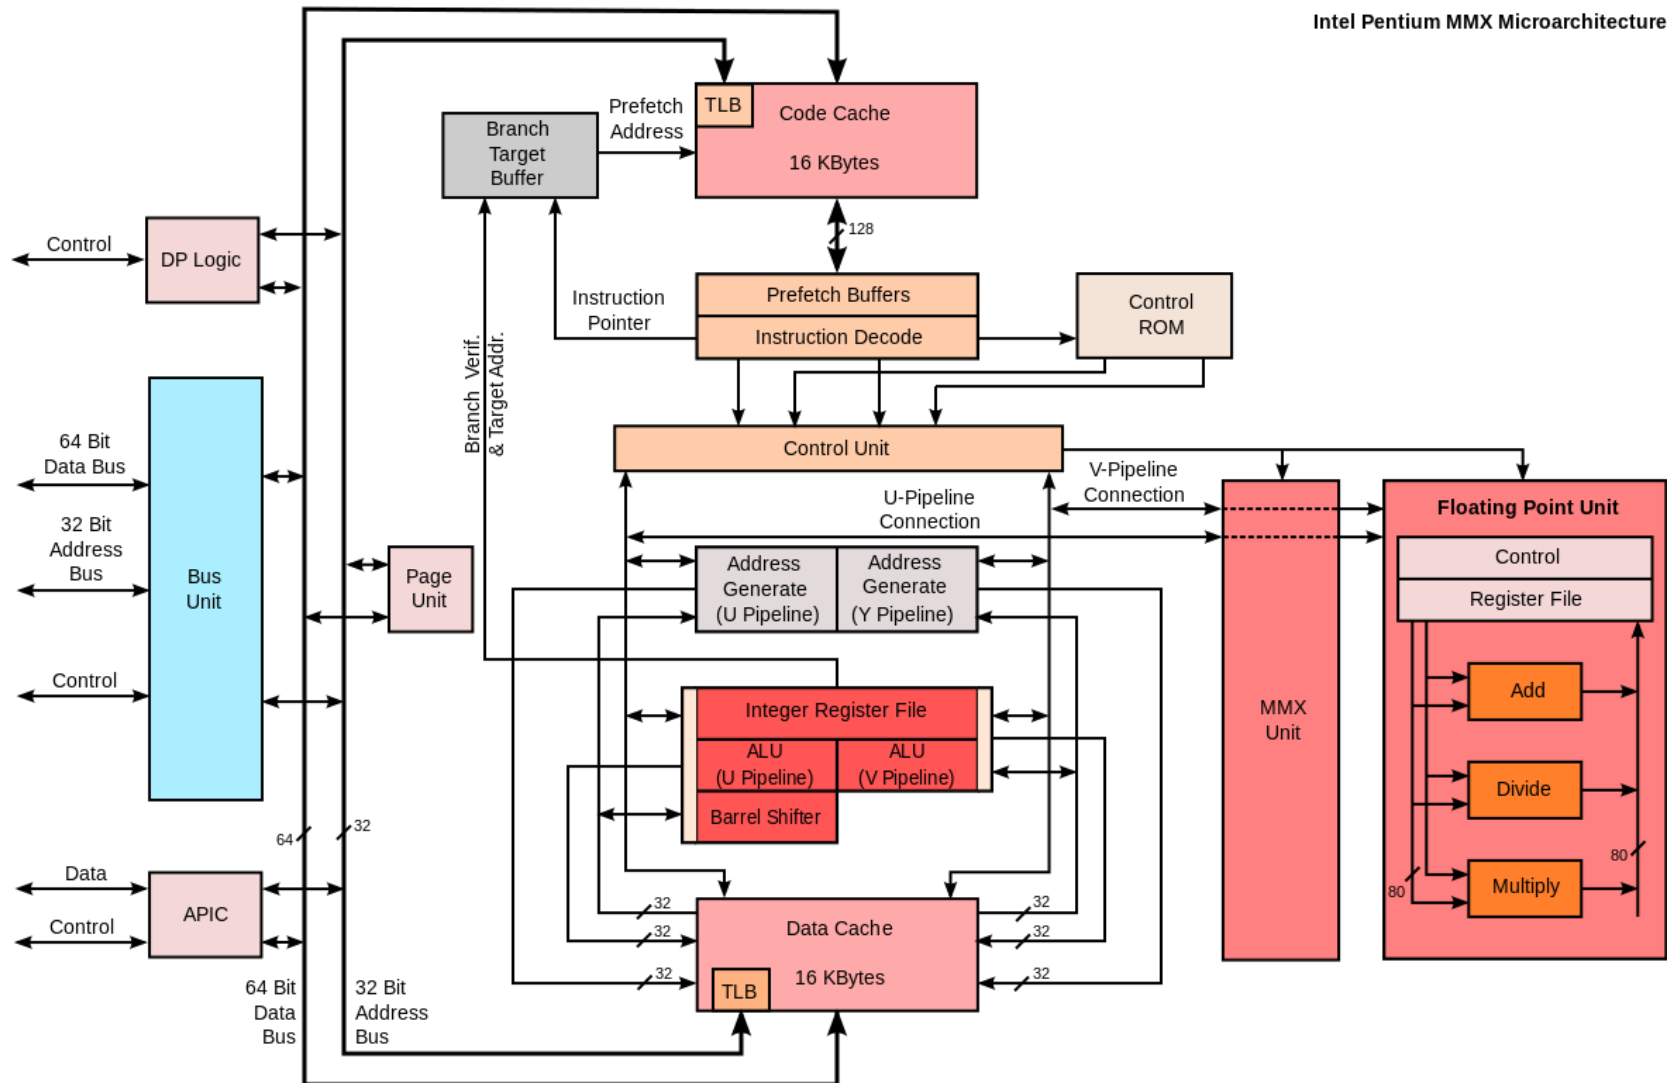 Intel Pentium MMX Microarchitecture
TLB
Code Cache
16 KBytes
Prefetch
Address
Branch
Target
Buffer
128
Control
DP Logic
Prefetch Buffers
Instruction Decode
Instruction
Pointer
Control
ROM
Branch Verif.
& Target Addr.
Control Unit
64 Bit
Data Bus
32 Bit
Address
Bus
Control
Bus
Unit
Page
Unit
U-Pipeline
Connection
V-Pipeline
Connection
Address
Generate
(U Pipeline)
Address
Generate
(Y Pipeline)
Integer Register File
ALU
(U Pipeline)
ALU
(V Pipeline)
Barrel Shifter
MMX
Unit
Floating Point Unit
Control
Register File
Add
Divide
Multiply
80
80
64
32
Data
Control
APIC
64 Bit
Data
Bus
32 Bit
Address
Bus
32
32
32
32
32
32
Data Cache
16 KBytes
TLB